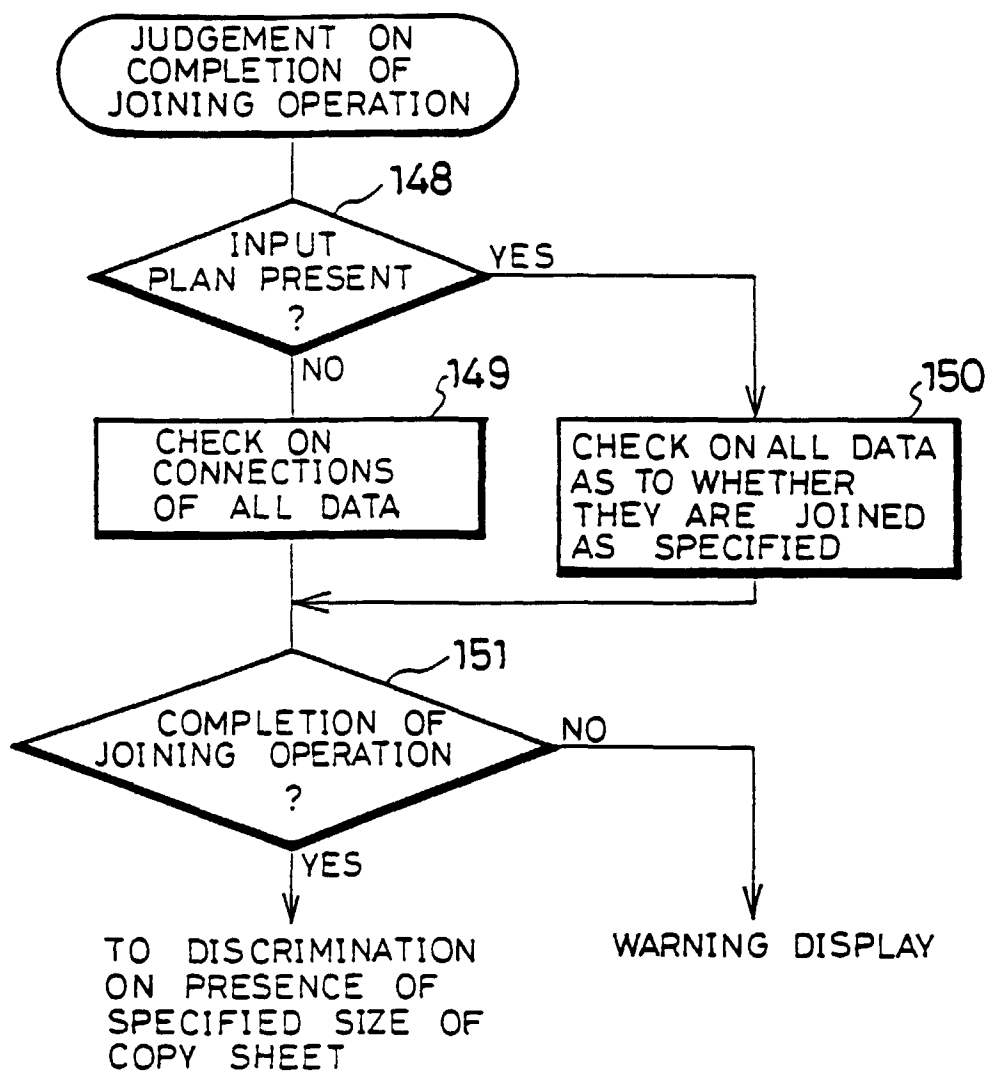 JUDGEMENT ON
COMPLETION OF
JOINING OPERATION
148
INPUT
PLAN PRESENT
?
YES
NO
149
CHECK ON
CONNECTIONS
OF ALL DATA
150
CHECK ON ALL DATA
AS TO WHETHER
THEY ARE JOINED
AS SPECIFIED
151
COMPLETION OF
JOINING OPERATION
?
NO
YES
TO DISCRIMINATION
ON PRESENCE OF
SPECIFIED SIZE OF
COPY SHEET
WARNING DISPLAY